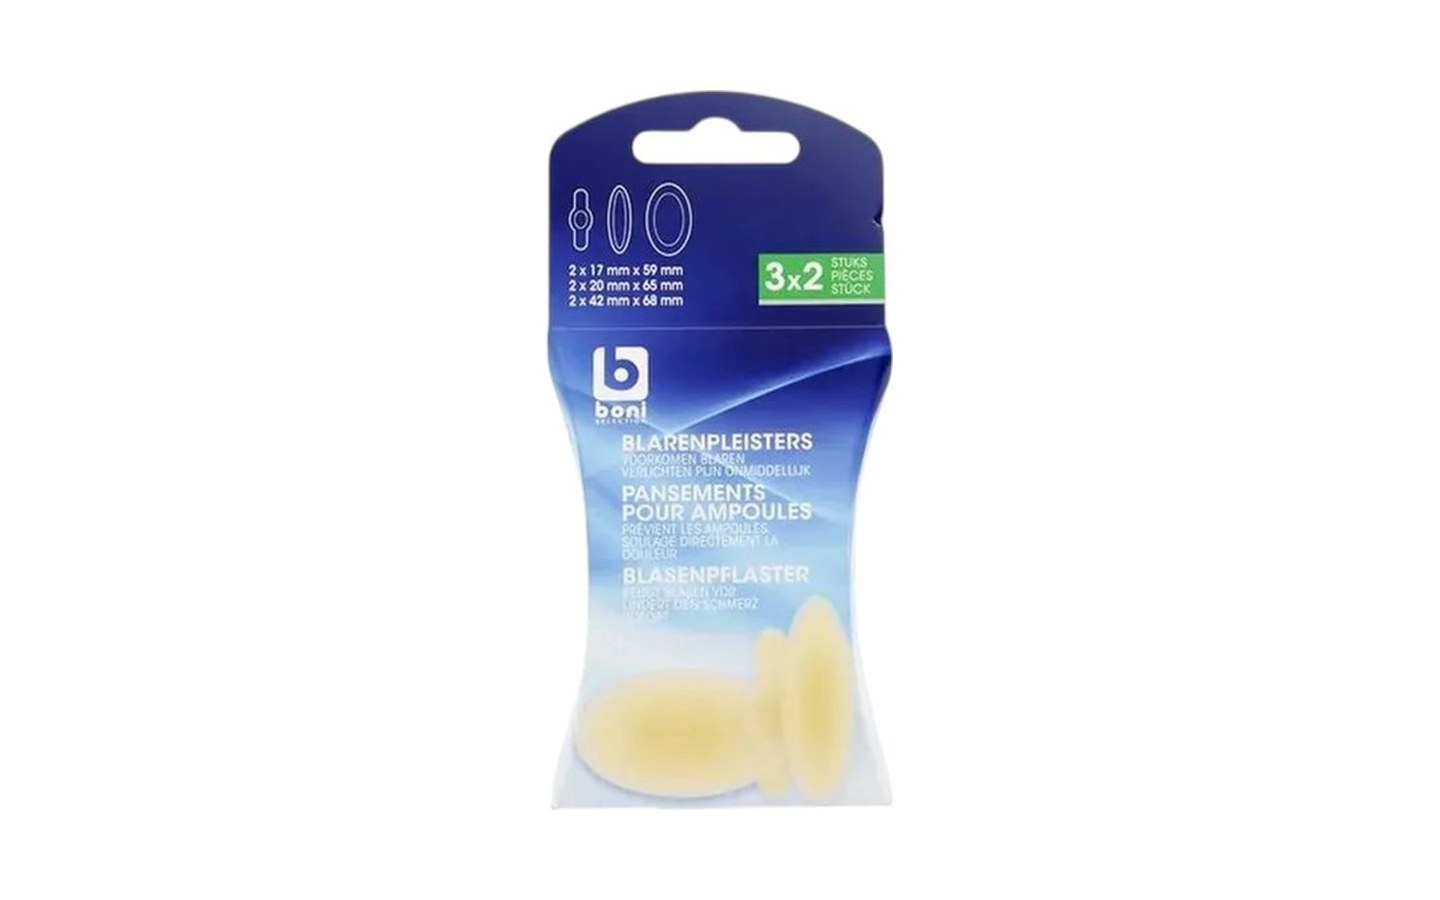 2 x 17 mm x 59 mm
2 x 20 mm x 65 mm
2 x 42 mm x 68 mm
3x2
STUKS
PIÈCES
STÜCK
b
boni
SELECTION
BLARENPLEISTERS
VOORKOMEN BLAREN
VERLICHTEN PIJN ONMIDDELLIJK
PANSEMENTS
POUR AMPOULES
PRÉVIENT LES AMPOULES
SOULAGE DIRECTEMENT LA
DOULEUR
BLASENPFLASTER
BLASEN VOR
LINDERT DEN SCHMERZ